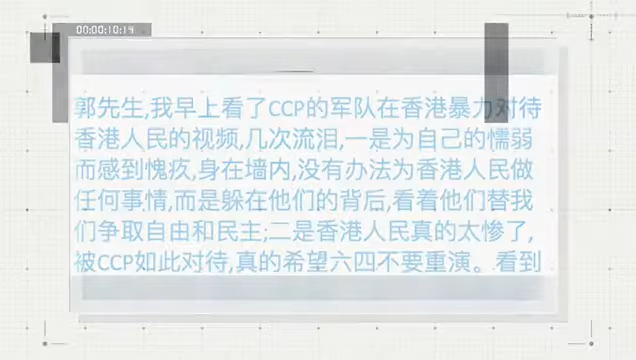 00:00:10:19
郭先生,我早上看了CCP的军队在香港暴力对待
香港人民的视频,几次流泪,一是为自己的懦弱
而感到愧疚,身在墙内,没有办法为香港人民做
任何事情,而是躲在他们的背后,看着他们替我
们争取自由和民主;二是香港人民真的太惨了,
被CCP如此对待,真的希望六四不要重演。看到